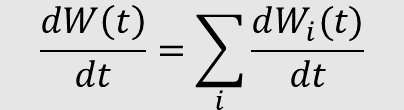 dW(t)/dt = ∑_i dW_i(t)/dt